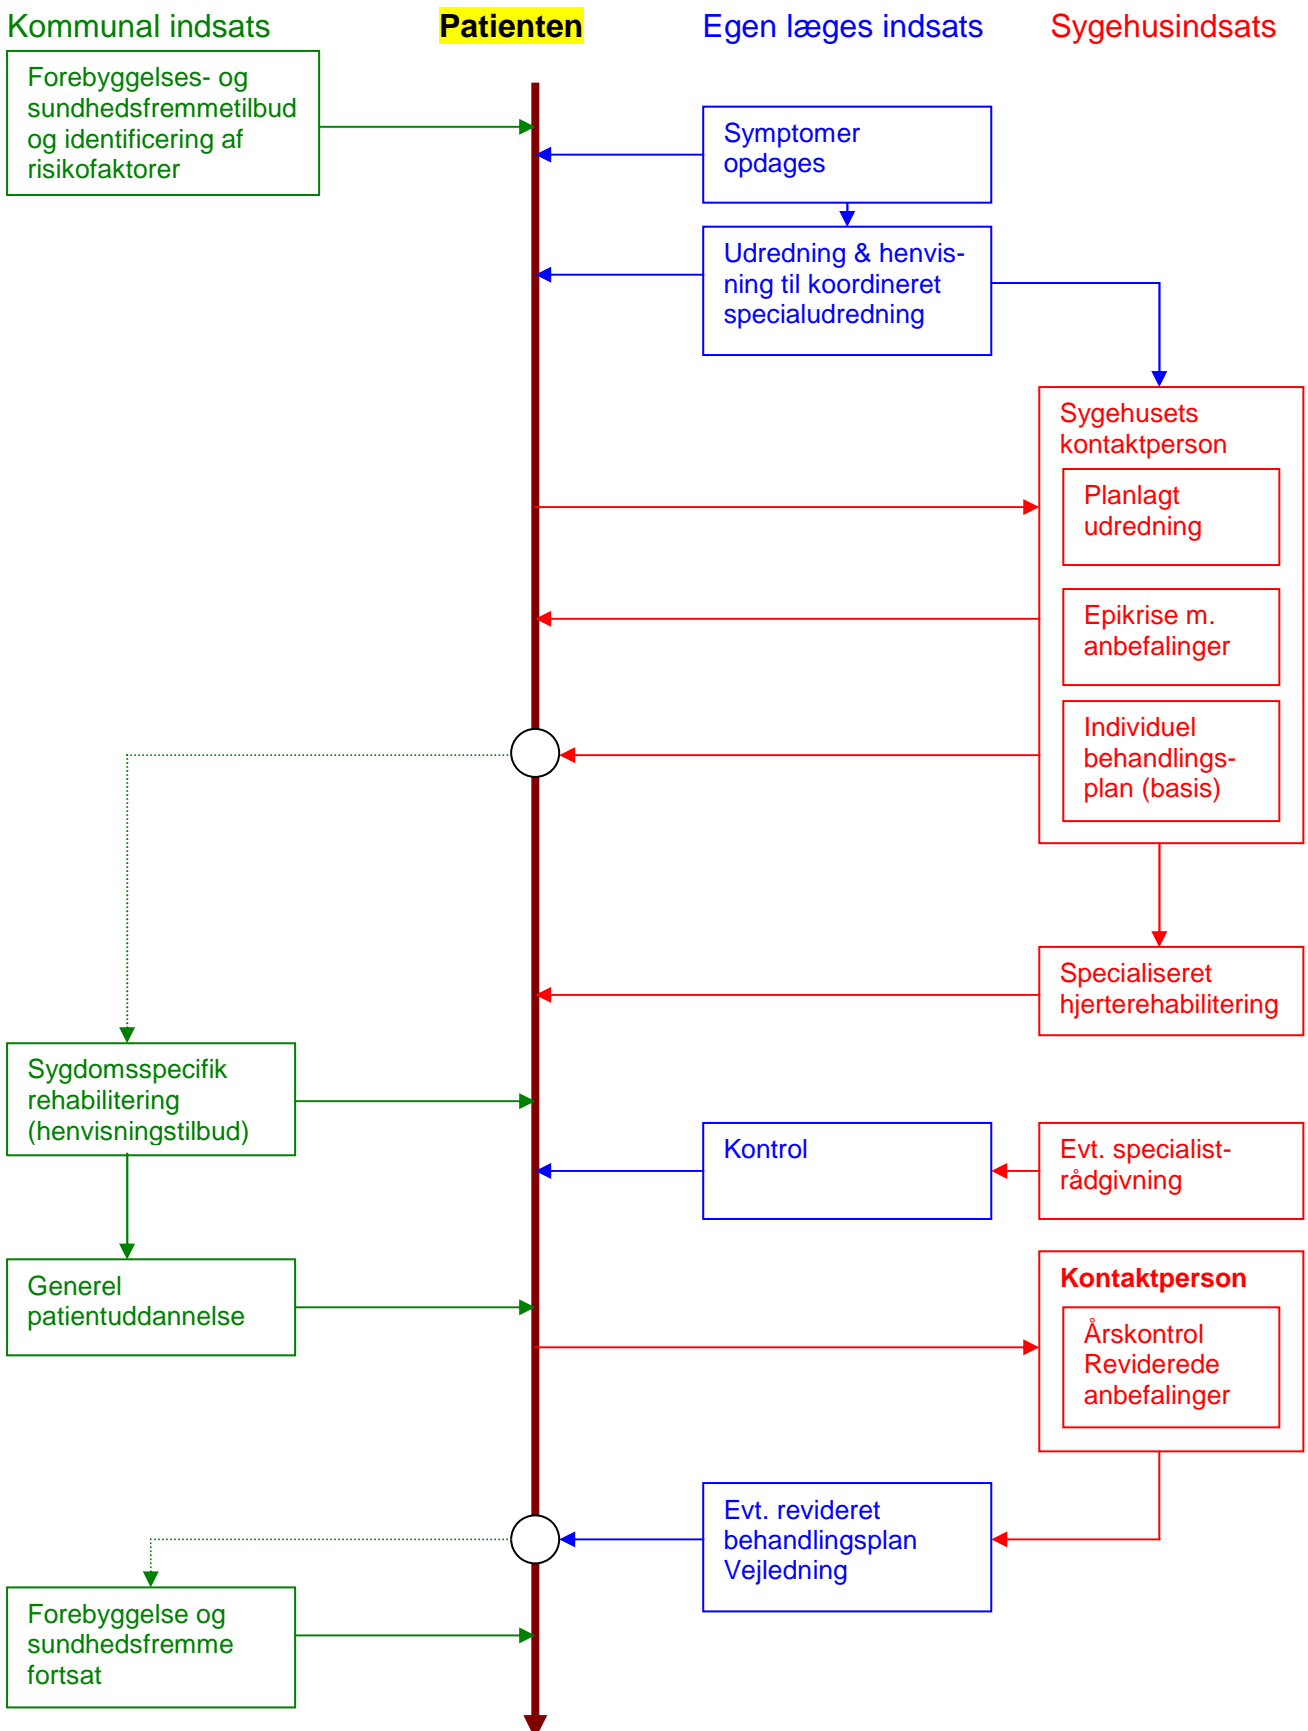 Kommunal indsats
Patienten
Egen læges indsats
Sygehusindsats
Forebyggelses- og
sundhedsfremmetilbud
og identificering af
risikofaktorer
Symptomer
opdages
Udredning & henvis-
ning til koordineret
specialudredning
Sygehusets
kontaktperson
Planlagt
udredning
Epikrise m.
anbefalinger
Individuel
behandlings-
plan (basis)
Specialiseret
hjerterehabilitering
Sygdomsspecifik
rehabilitering
(henvisningstilbud)
Kontrol
Evt. specialist-
rådgivning
Generel
patientuddannelse
Kontaktperson
Årskontrol
Reviderede
anbefalinger
Evt. revideret
behandlingsplan
Vejledning
Forebyggelse og
sundhedsfremme
fortsat